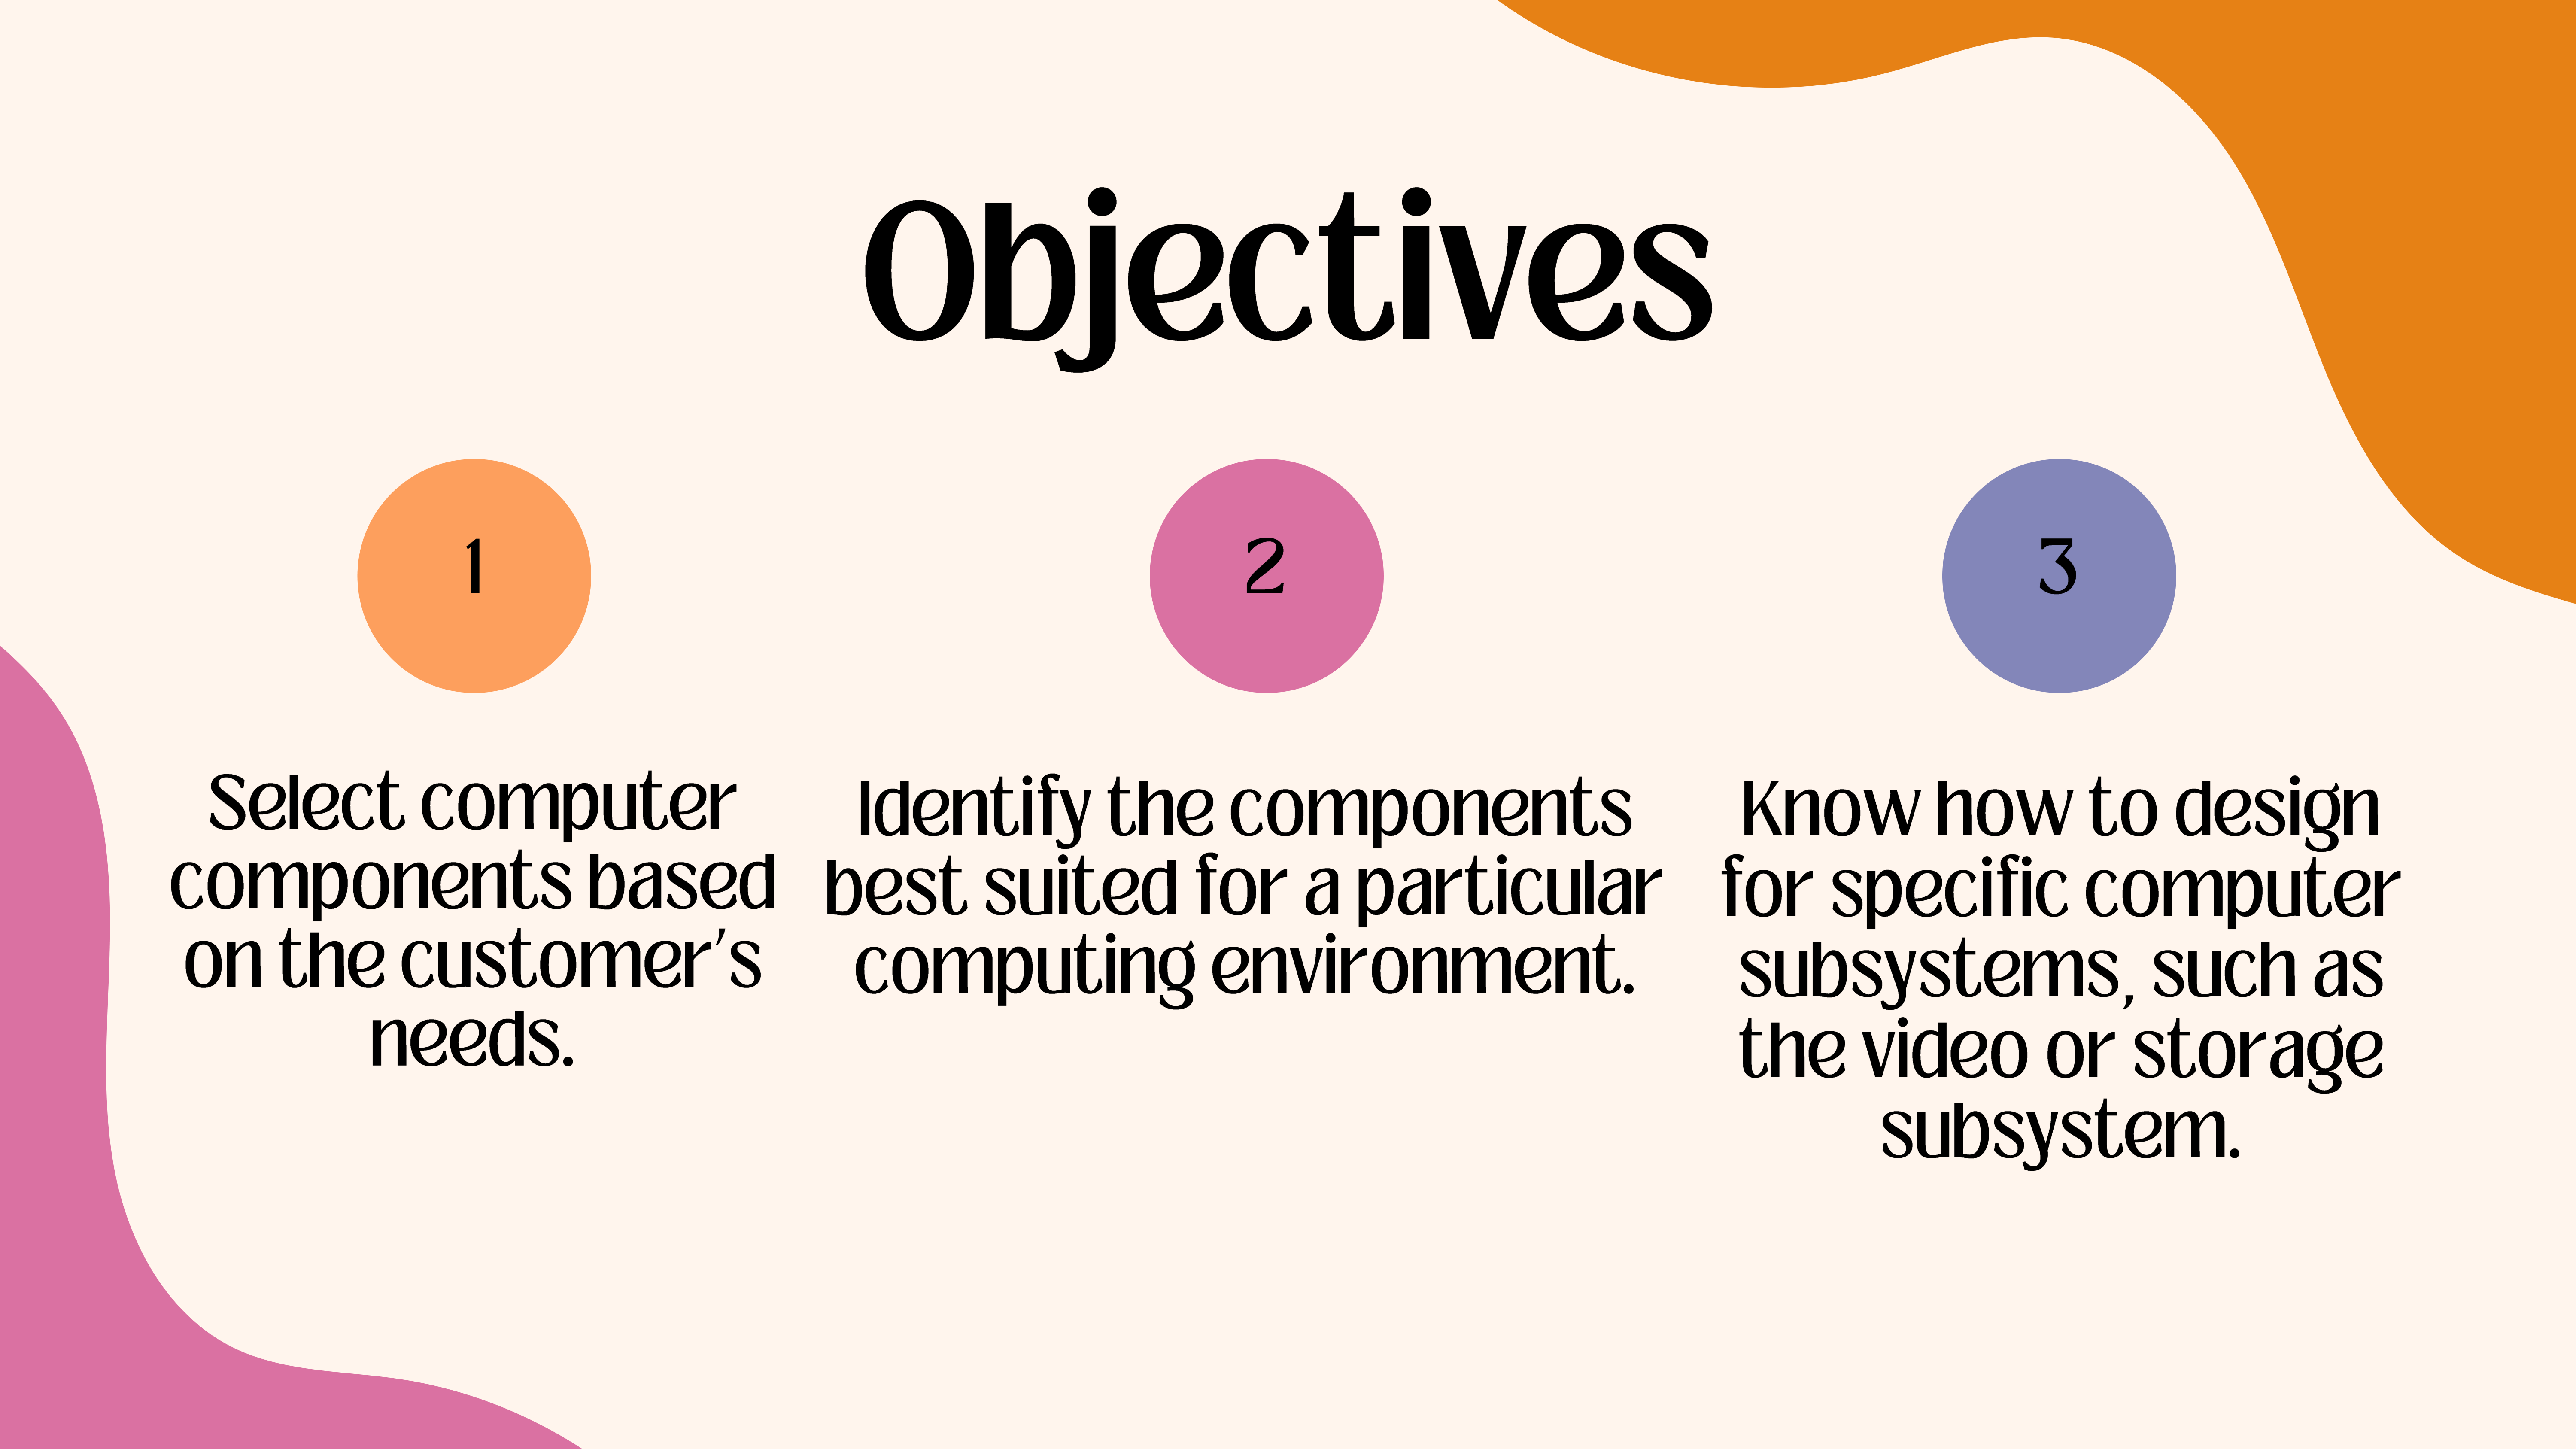 Objectives
1
Select computer
components based
on the customer's
needs.
2
Identify the components
best suited for a particular
computing environment.
3
Know how to design
for specific computer
subsystems, such as
the video or storage
subsystem.